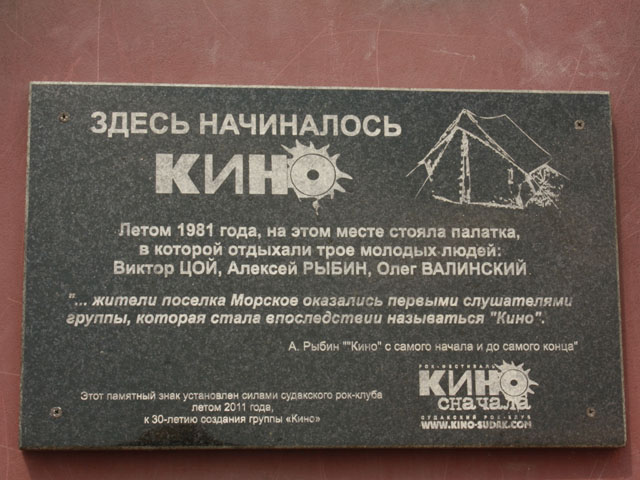 ЗДЕСЬ НАЧИНАЛОСЬ
КИНО
Летом 1981 года, на этом месте стояла палатка,
в которой отдыхали трое молодых людей:
Виктор ЦОЙ, Алексей РЫБИН, Олег ВАЛИНСКИЙ
"... жители поселка Морское оказались первыми слушателями
группы, которая стала впоследствии называться "Кино".
А. Рыбин ""Кино" с самого начала и до самого конца"
Этот памятный знак установлен силами судакского рок-клуба
летом 2011 года,
к 30-летию создания группы «Кино»
РОК-ФЕСТИВАЛЬ
КИНО
сначала
СУДАКСКИЙ РОК-КЛУБ
WWW.KINO-SUDAK.COM